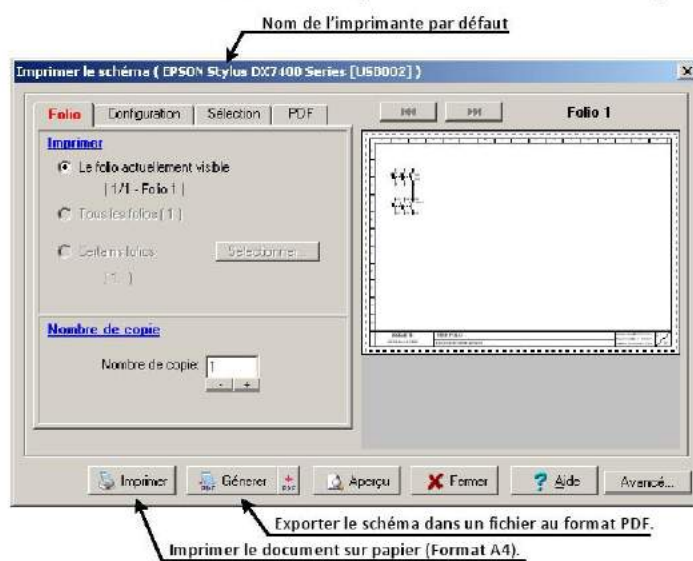 Nom de l'imprimante par défaut
Imprimer le schéma ( EPSON Stylus DX7400 Series [USB002] )
Folio Configuration Sélection PDF
Folio 1
Imprimer
Le folio actuellement visible
( 1/1 - Folio 1 )
Tous les folios ( 1 )
Certains folios Sélectionner...
Nombre de copie
Nombre de copie: 1
- +
Imprimer Générer Aperçu Fermer Aide Avancé...
Exporter le schéma dans un fichier au format PDF.
Imprimer le document sur papier (Format A4).